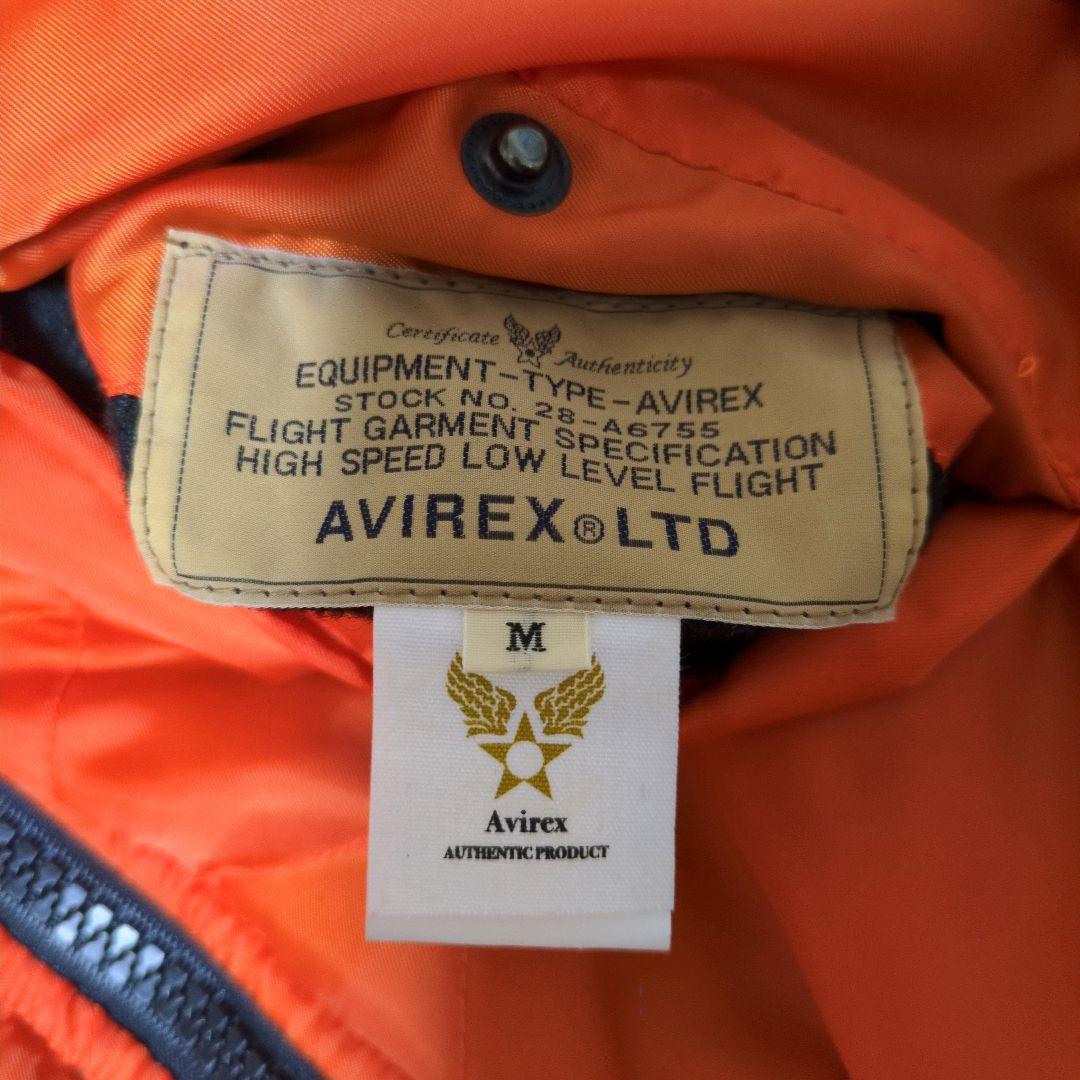 Certificate Authenticity
EQUIPMENT-TYPE-AVIREX
STOCK NO. 28-A6755
FLIGHT GARMENT SPECIFICATION
HIGH SPEED LOW LEVEL FLIGHT
AVIREX® LTD
M
Avirex
AUTHENTIC PRODUCT